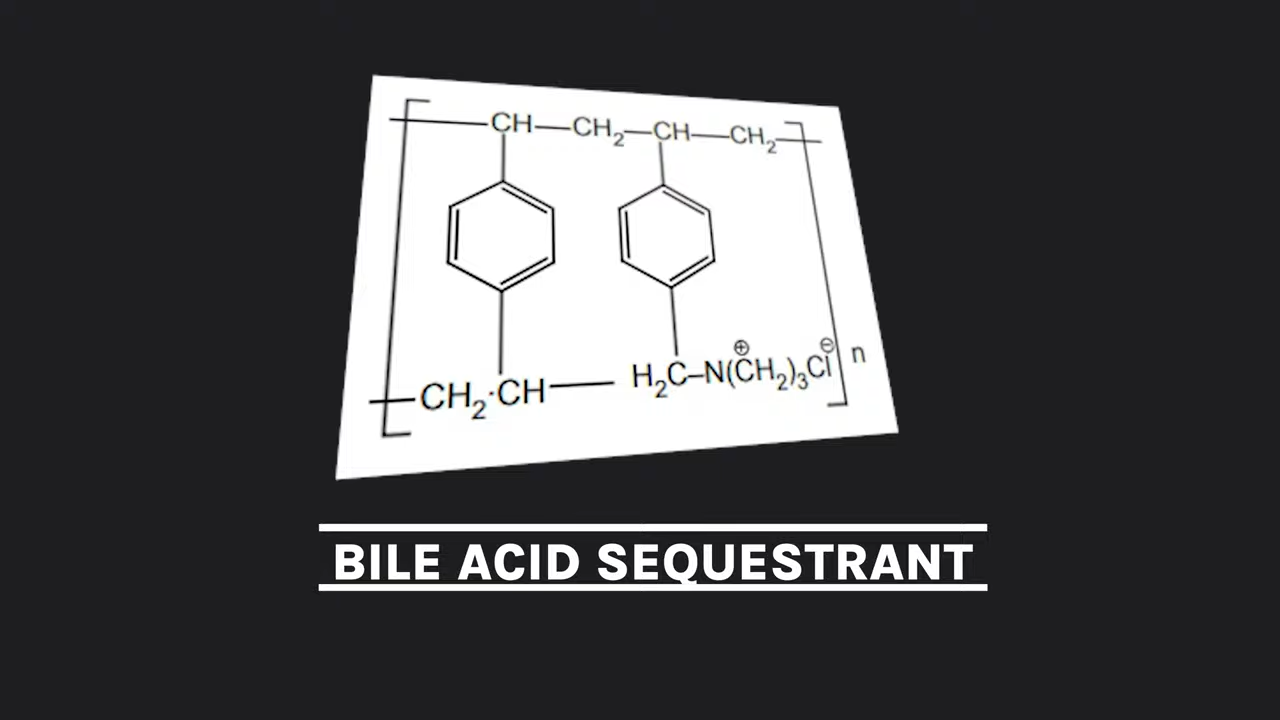 CH—CH₂—CH—CH₂
CH₂·CH— H₂C–N(CH₂)₃Cl n
⊕ ⊖
BILE ACID SEQUESTRANT